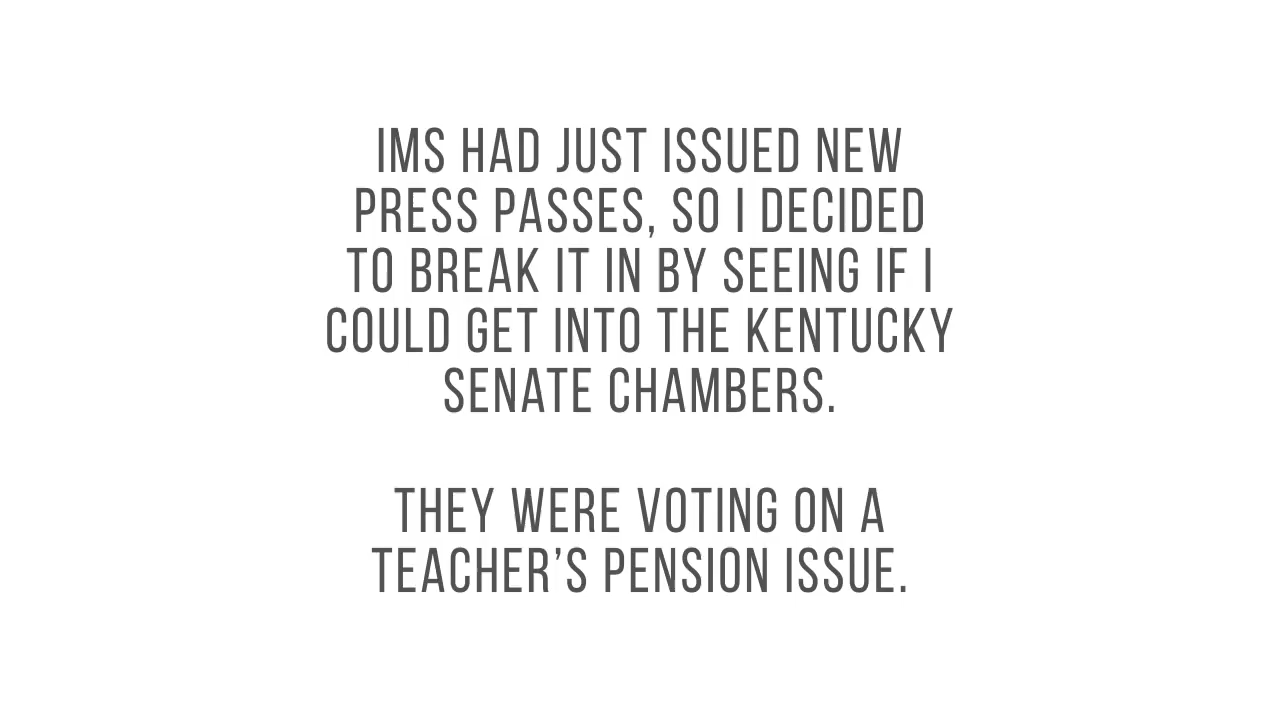 IMS HAD JUST ISSUED NEW
PRESS PASSES, SO I DECIDED
TO BREAK IT IN BY SEEING IF I
COULD GET INTO THE KENTUCKY
SENATE CHAMBERS.
THEY WERE VOTING ON A
TEACHER’S PENSION ISSUE.